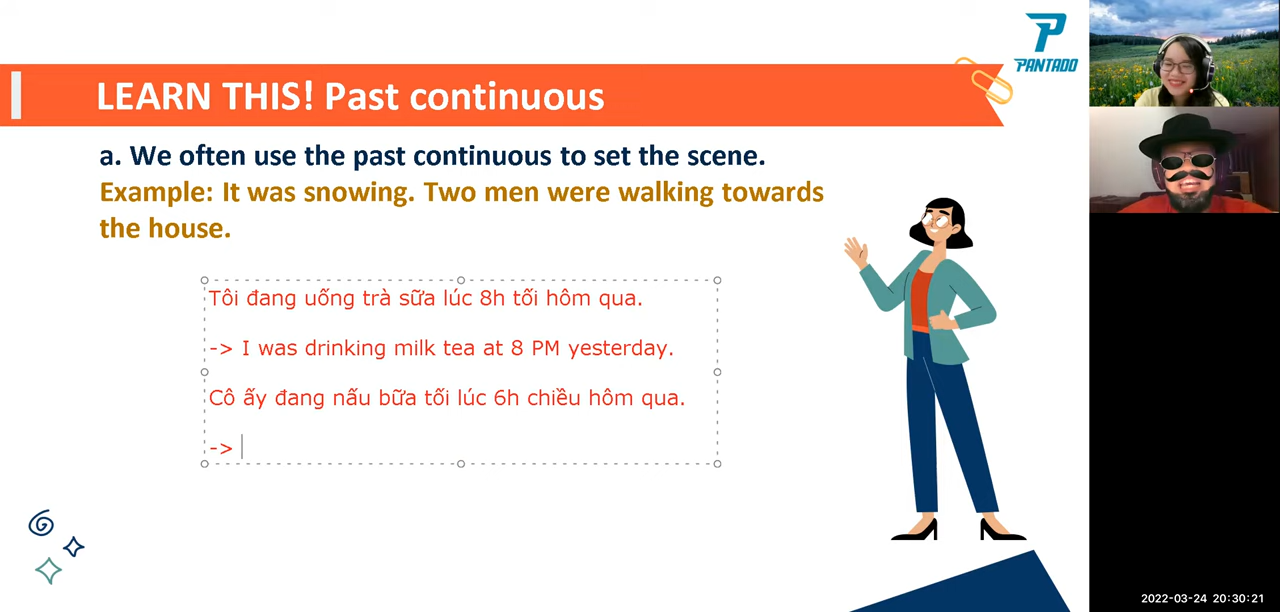 PANTADO
LEARN THIS! Past continuous
a. We often use the past continuous to set the scene.
Example: It was snowing. Two men were walking towards
the house.
Tôi đang uống trà sữa lúc 8h tối hôm qua.
-> I was drinking milk tea at 8 PM yesterday.
Cô ấy đang nấu bữa tối lúc 6h chiều hôm qua.
->
2022-03-24 20:30:21